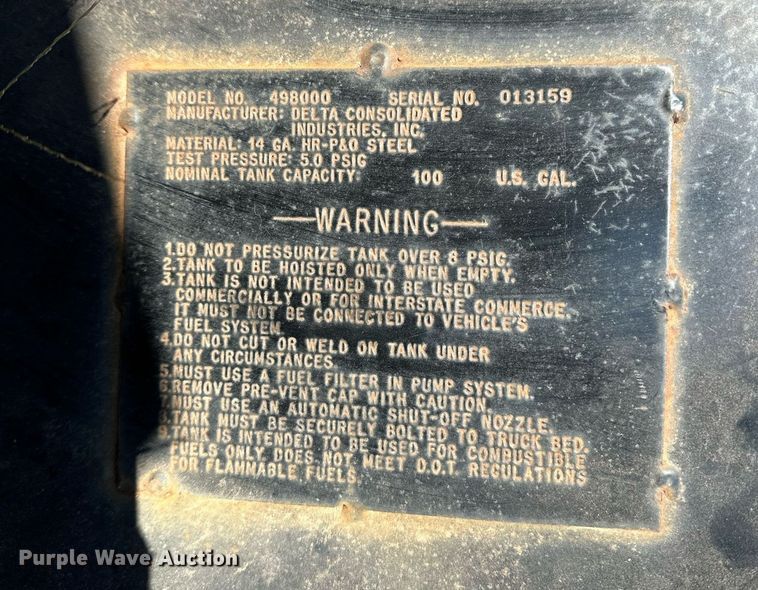 MODEL NO. 498000 SERIAL NO. 013159
MANUFACTURER: DELTA CONSOLIDATED
INDUSTRIES, INC.
MATERIAL: 14 GA. HR-P&O STEEL
TEST PRESSURE: 5.0 PSIG
NOMINAL TANK CAPACITY: 100 U.S. GAL.
WARNING
1.DO NOT PRESSURIZE TANK OVER 8 PSIG.
2.TANK TO BE HOISTED ONLY WHEN EMPTY.
3.TANK IS NOT INTENDED TO BE USED
COMMERCIALLY OR FOR INTERSTATE COMMERCE.
IT MUST NOT BE CONNECTED TO VEHICLE'S
FUEL SYSTEM.
4.DO NOT CUT OR WELD ON TANK UNDER
ANY CIRCUMSTANCES.
5.MUST USE A FUEL FILTER IN PUMP SYSTEM.
6.REMOVE PRE-VENT CAP WITH CAUTION.
7.MUST USE AN AUTOMATIC SHUT-OFF NOZZLE.
8.TANK MUST BE SECURELY BOLTED TO TRUCK BED.
9.TANK IS INTENDED TO BE USED FOR COMBUSTIBLE
FUELS ONLY. DOES NOT MEET D.O.T. REGULATIONS
FOR FLAMMABLE FUELS.
Purple Wave Auction